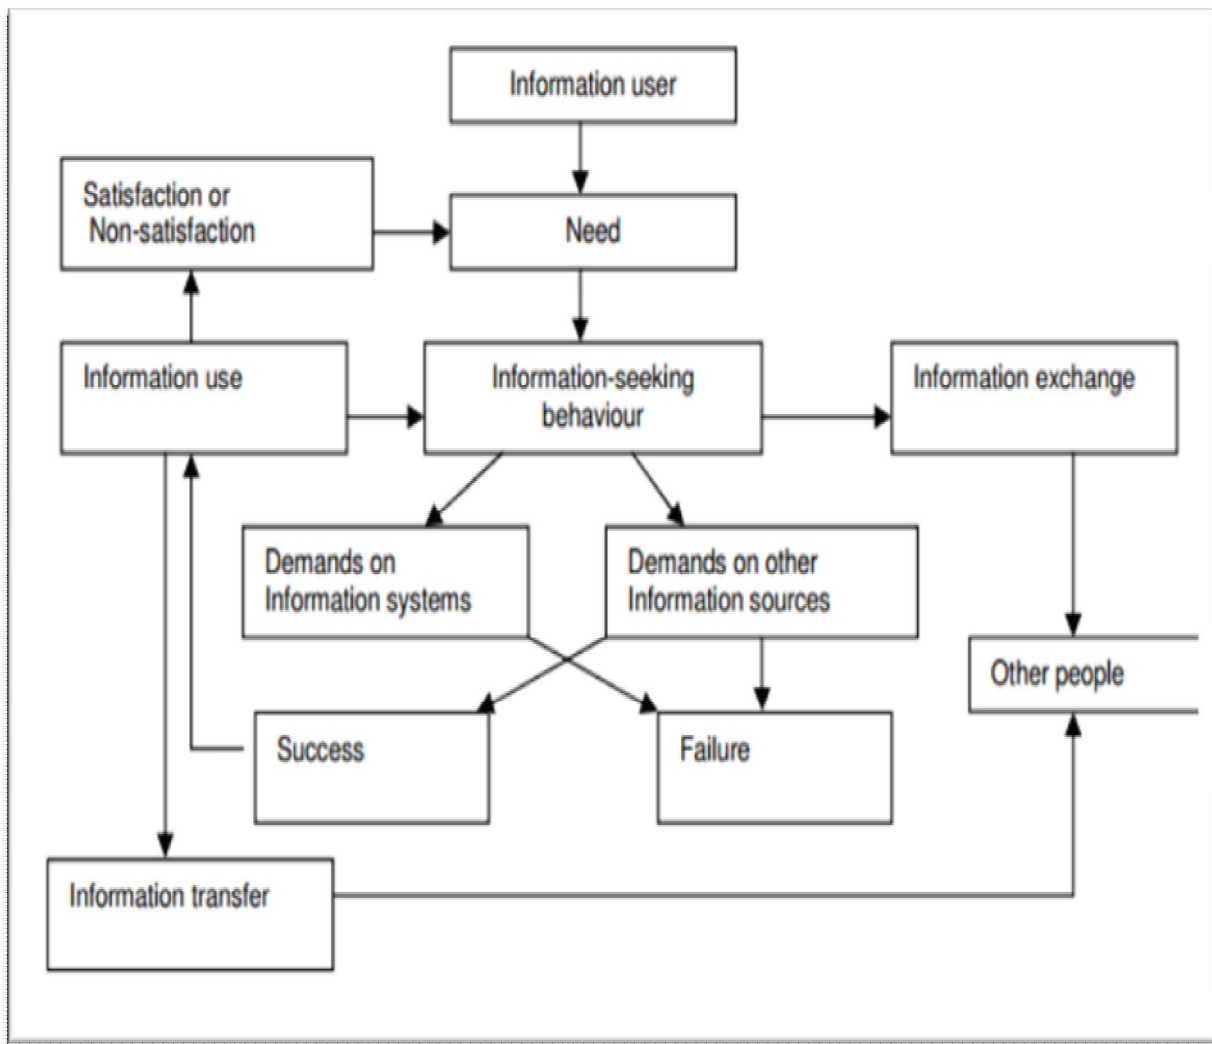 Information user
Satisfaction or
Non-satisfaction
Need
Information use
Information-seeking
behaviour
Information exchange
Demands on
Information systems
Demands on other
Information sources
Other people
Success
Failure
Information transfer